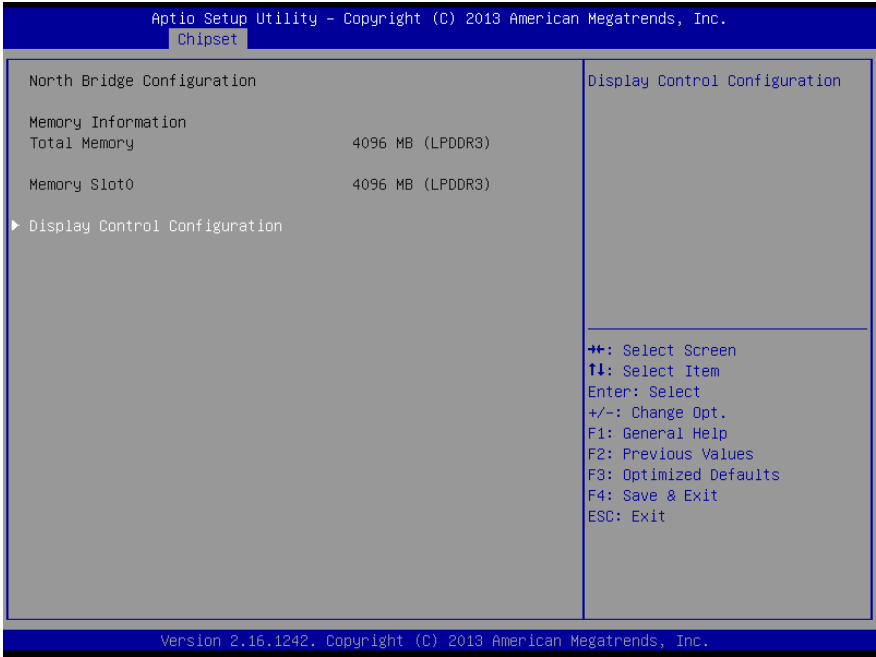 Aptio Setup Utility – Copyright (C) 2013 American Megatrends, Inc.
Chipset
North Bridge Configuration
Memory Information
Total Memory 4096 MB (LPDDR3)
Memory Slot0 4096 MB (LPDDR3)
▶ Display Control Configuration
Display Control Configuration
→←: Select Screen
↑↓: Select Item
Enter: Select
+/-: Change Opt.
F1: General Help
F2: Previous Values
F3: Optimized Defaults
F4: Save & Exit
ESC: Exit
Version 2.16.1242. Copyright (C) 2013 American Megatrends, Inc.